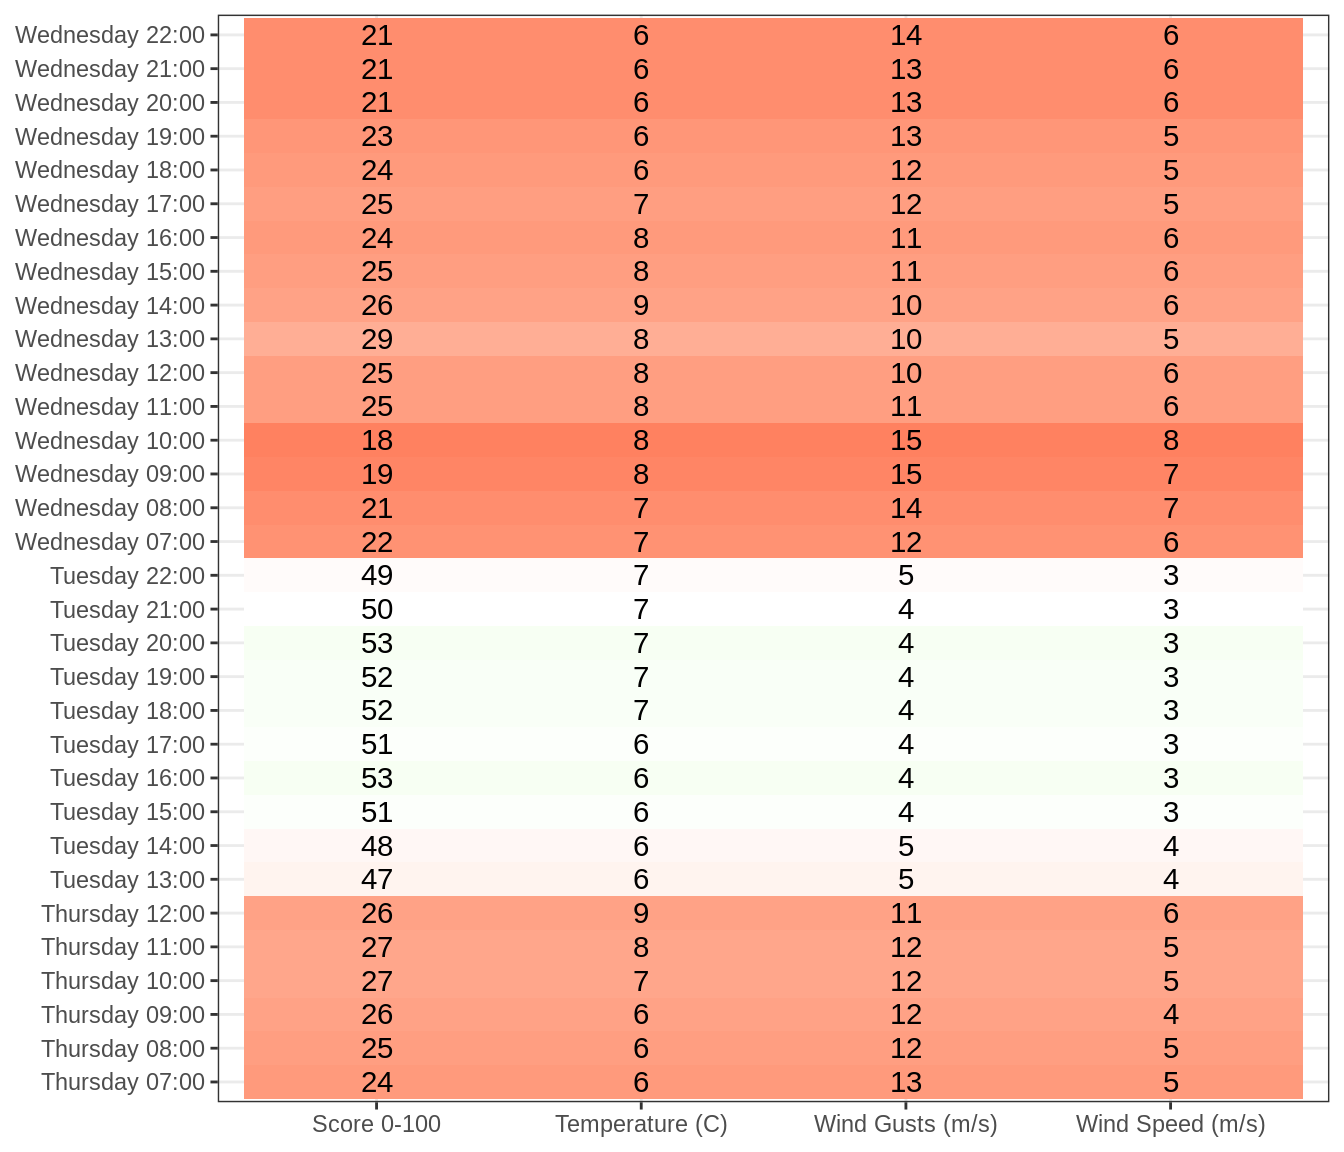 Wednesday 22:00 21 6 14 6
Wednesday 21:00 21 6 13 6
Wednesday 20:00 21 6 13 6
Wednesday 19:00 23 6 13 5
Wednesday 18:00 24 6 12 5
Wednesday 17:00 25 7 12 5
Wednesday 16:00 24 8 11 6
Wednesday 15:00 25 8 11 6
Wednesday 14:00 26 9 10 6
Wednesday 13:00 29 8 10 5
Wednesday 12:00 25 8 10 6
Wednesday 11:00 25 8 11 6
Wednesday 10:00 18 8 15 8
Wednesday 09:00 19 8 15 7
Wednesday 08:00 21 7 14 7
Wednesday 07:00 22 7 12 6
Tuesday 22:00 49 7 5 3
Tuesday 21:00 50 7 4 3
Tuesday 20:00 53 7 4 3
Tuesday 19:00 52 7 4 3
Tuesday 18:00 52 7 4 3
Tuesday 17:00 51 6 4 3
Tuesday 16:00 53 6 4 3
Tuesday 15:00 51 6 4 3
Tuesday 14:00 48 6 5 4
Tuesday 13:00 47 6 5 4
Thursday 12:00 26 9 11 6
Thursday 11:00 27 8 12 5
Thursday 10:00 27 7 12 5
Thursday 09:00 26 6 12 4
Thursday 08:00 25 6 12 5
Thursday 07:00 24 6 13 5
Score 0-100 Temperature (C) Wind Gusts (m/s) Wind Speed (m/s)